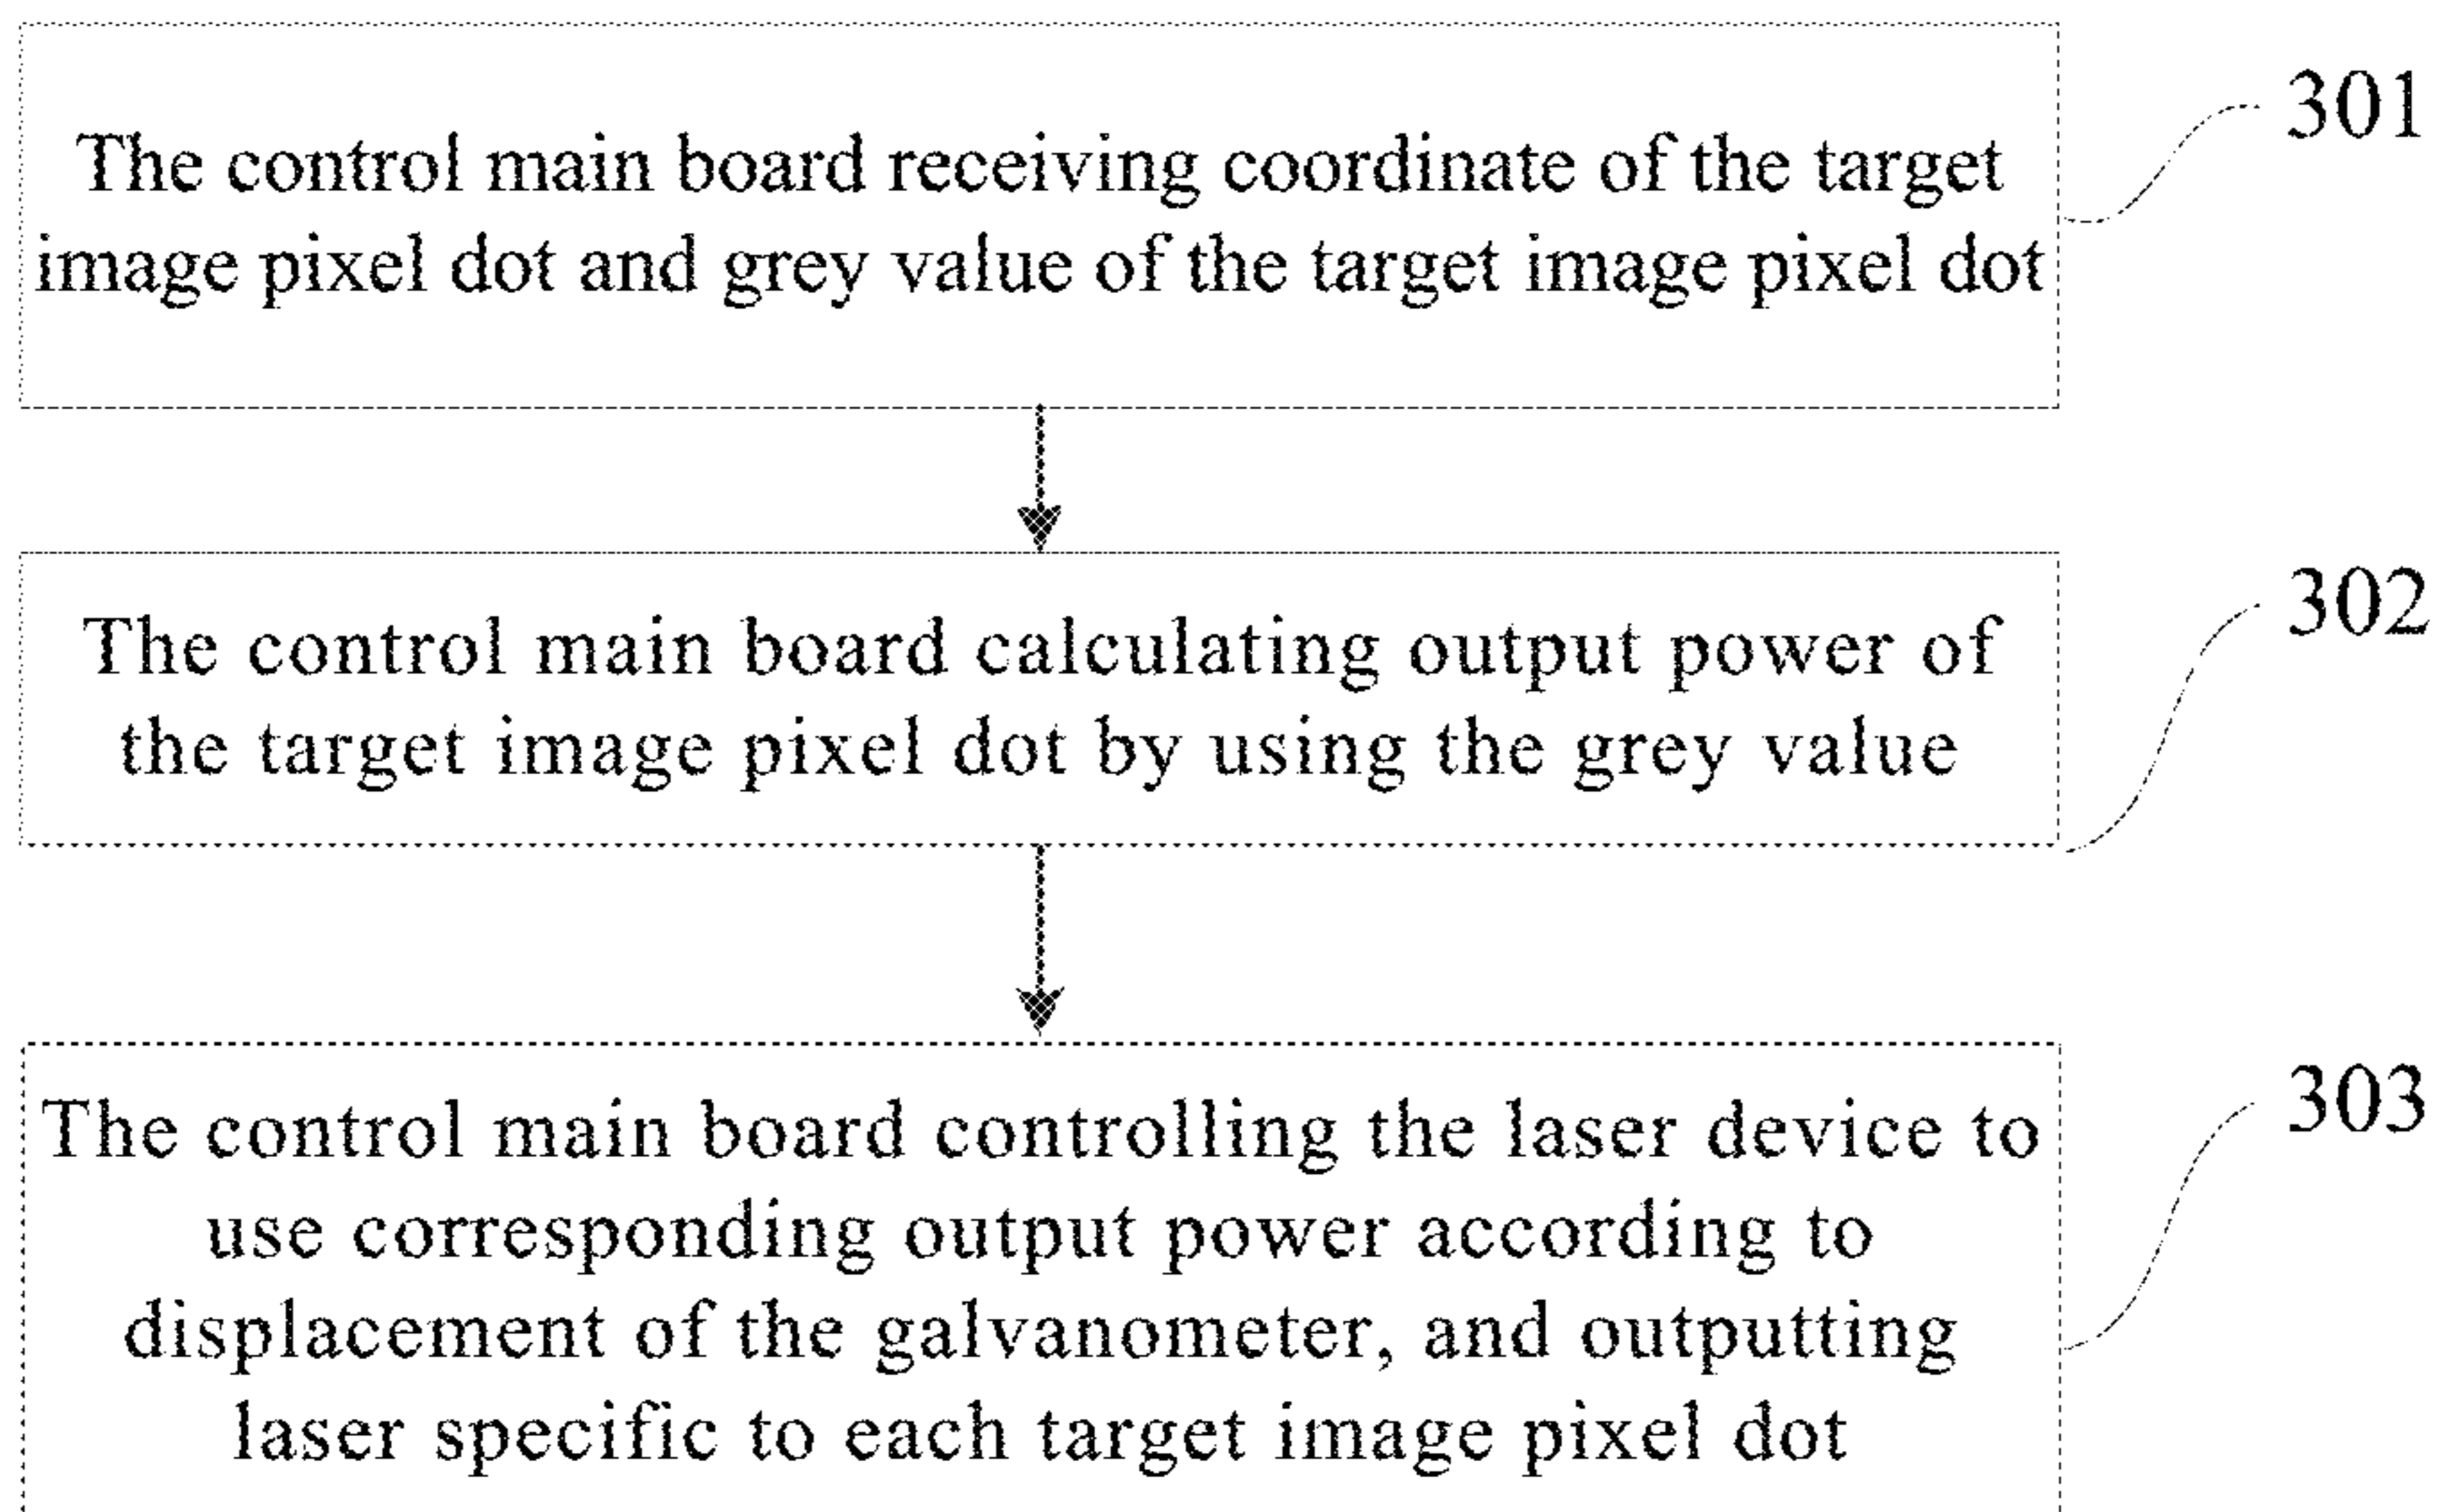 301
The control main board receiving coordinate of the target
image pixel dot and grey value of the target image pixel dot
302
The control main board calculating output power of
the target image pixel dot by using the grey value
303
The control main board controlling the laser device to
use corresponding output power according to
displacement of the galvanometer, and outputting
laser specific to each target image pixel dot